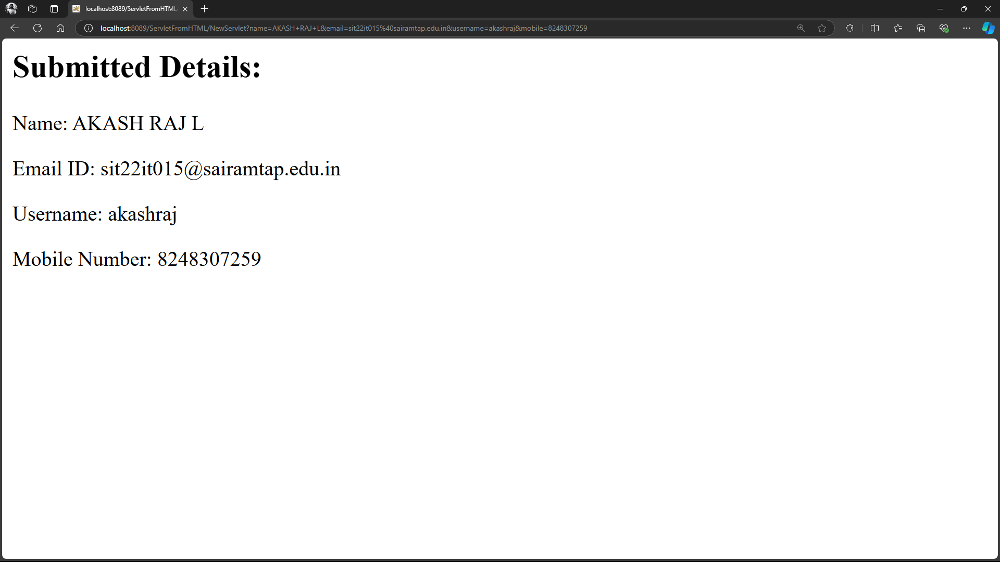 localhost:8089/ServletFromHTML/
localhost:8089/ServletFromHTML/NewServlet?name=AKASH+RAJ+L&email=sit22it015%40sairamtap.edu.in&username=akashraj&mobile=8248307259
Submitted Details:
Name: AKASH RAJ L
Email ID: sit22it015@sairamtap.edu.in
Username: akashraj
Mobile Number: 8248307259